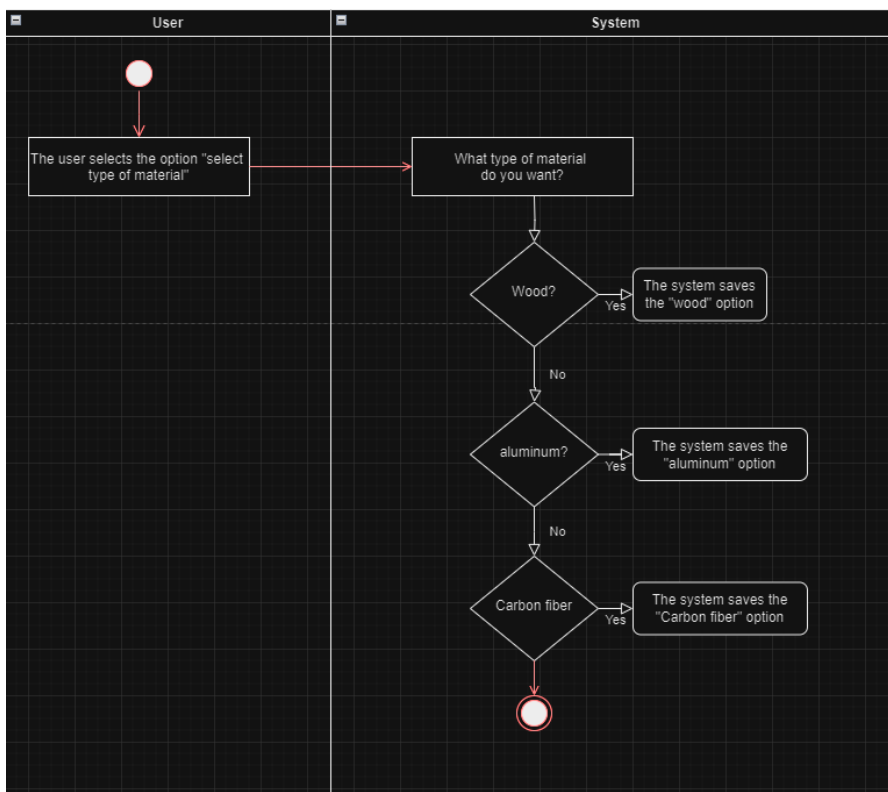 User
System
The user selects the option "select
type of material"
What type of material
do you want?
Wood?
Yes
The system saves
the "wood" option
No
aluminum?
Yes
The system saves the
"aluminum" option
No
Carbon fiber
Yes
The system saves the
"Carbon fiber" option